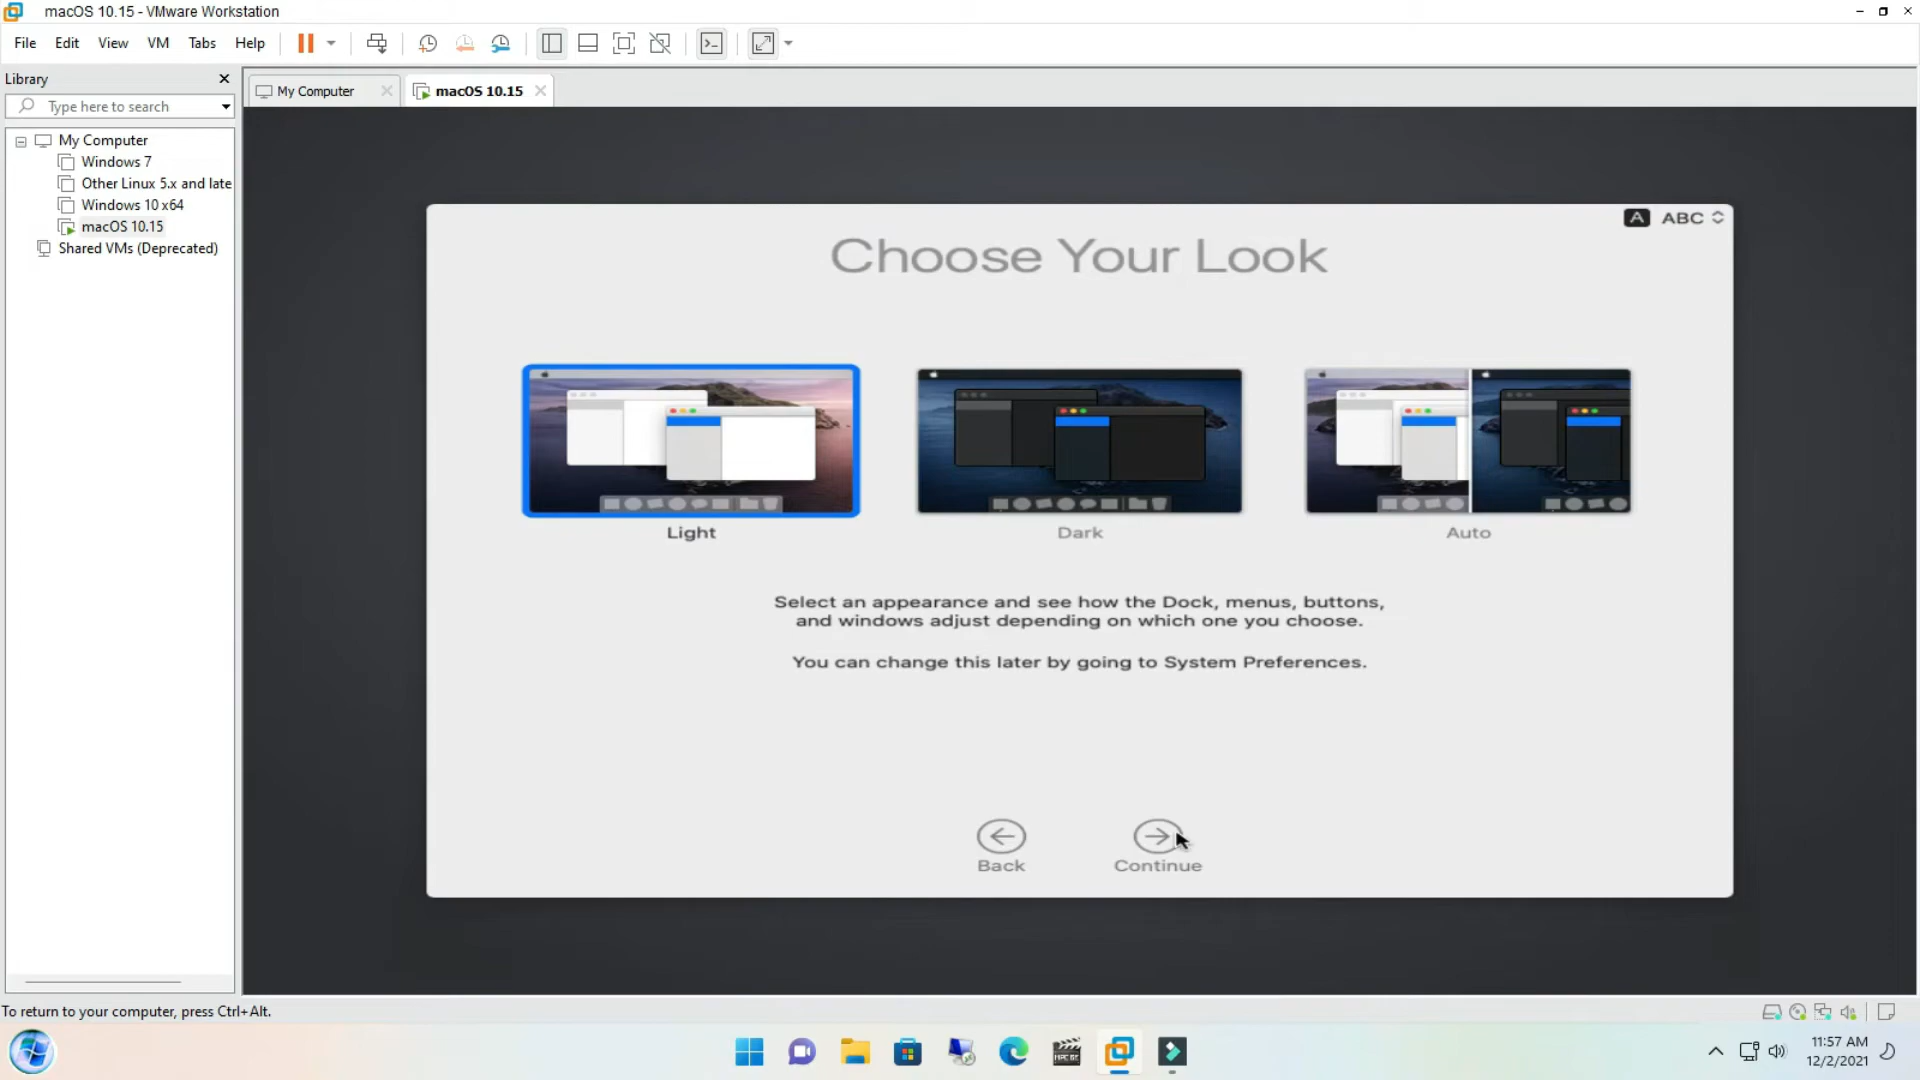 macOS 10.15 - VMware Workstation
File Edit View VM Tabs Help
Library
Type here to search
My Computer
Windows 7
Other Linux 5.x and late
Windows 10 x64
macOS 10.15
Shared VMs (Deprecated)
My Computer
macOS 10.15
A ABC
Choose Your Look
Light
Dark
Auto
Select an appearance and see how the Dock, menus, buttons,
and windows adjust depending on which one you choose.
You can change this later by going to System Preferences.
Back
Continue
To return to your computer, press Ctrl+Alt.
11:57 AM
12/2/2021